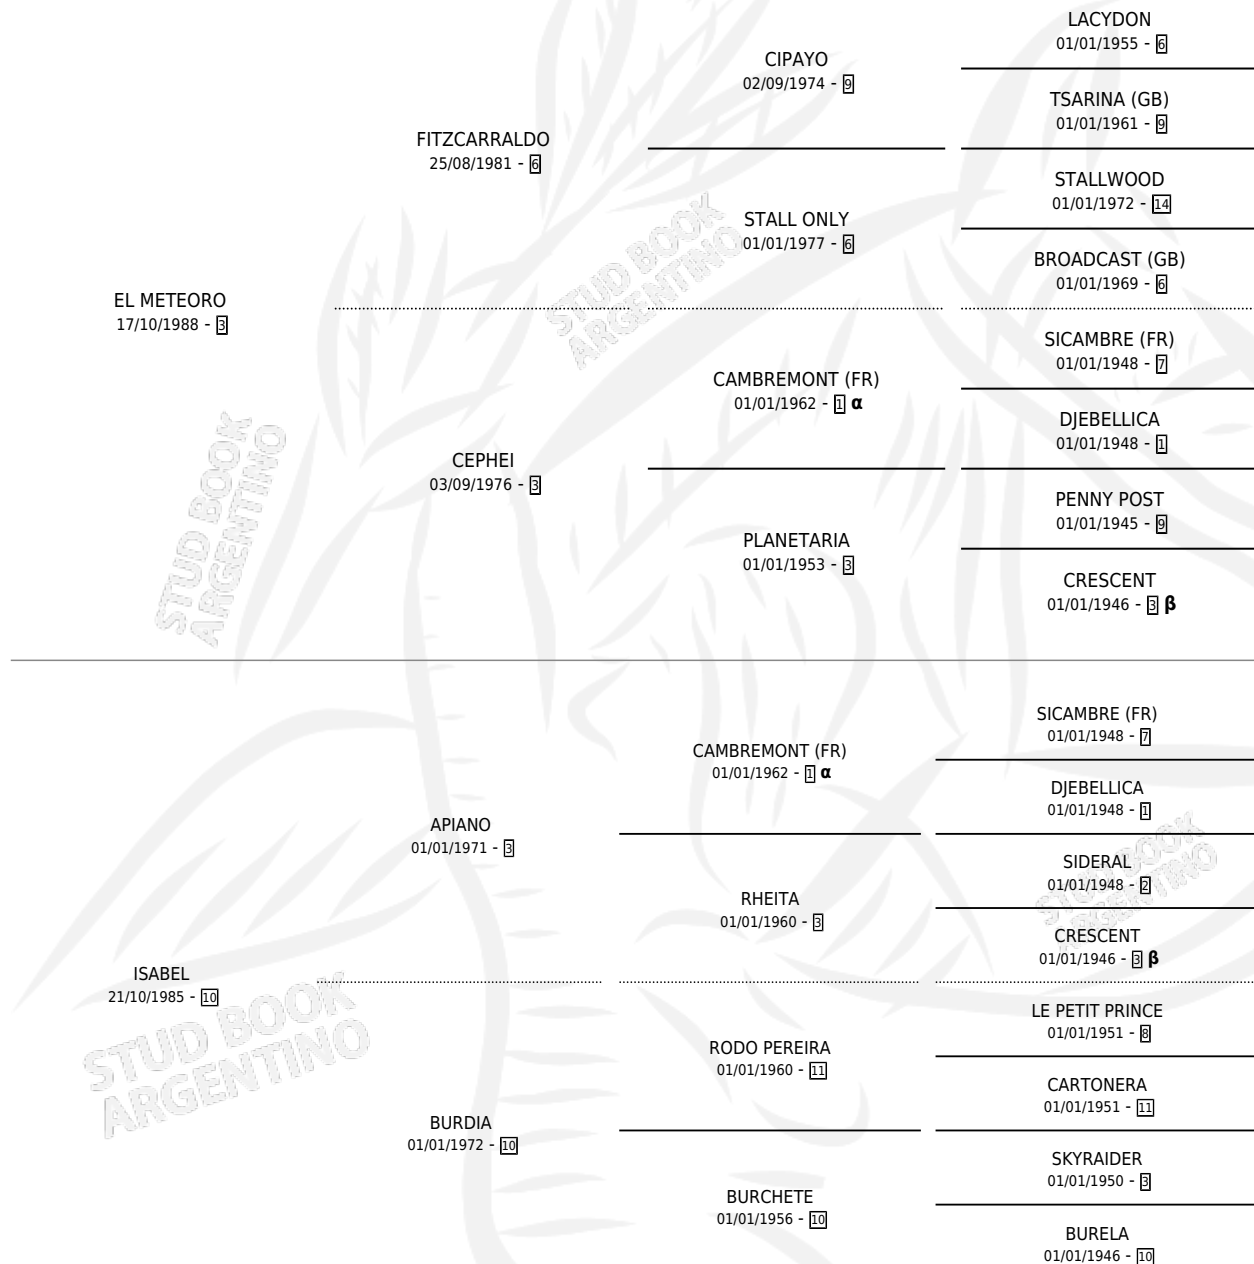 LACYDON
01/01/1955 - 6
CIPAYO
02/09/1974 - 9
TSARINA (GB)
01/01/1961 - 9
FITZCARRALDO
25/08/1981 - 6
STALLWOOD
01/01/1972 - 14
STALL ONLY
01/01/1977 - 6
BROADCAST (GB)
01/01/1969 - 6
EL METEORO
17/10/1988 - 3
SICAMBRE (FR)
01/01/1948 - 7
CAMBREMONT (FR)
01/01/1962 - 1 α
DJEBELLICA
01/01/1948 - 1
CEPHEI
03/09/1976 - 3
PENNY POST
01/01/1945 - 9
PLANETARIA
01/01/1953 - 3
CRESCENT
01/01/1946 - 3 β
SICAMBRE (FR)
01/01/1948 - 7
CAMBREMONT (FR)
01/01/1962 - 1 α
DJEBELLICA
01/01/1948 - 1
APIANO
01/01/1971 - 3
SIDERAL
01/01/1948 - 2
RHEITA
01/01/1960 - 3
CRESCENT
01/01/1946 - 3 β
ISABEL
21/10/1985 - 10
LE PETIT PRINCE
01/01/1951 - 8
RODO PEREIRA
01/01/1960 - 11
CARTONERA
01/01/1951 - 11
BURDIA
01/01/1972 - 10
SKYRAIDER
01/01/1950 - 3
BURCHETE
01/01/1956 - 10
BURELA
01/01/1946 - 10
STUD BOOK
ARGENTINO
STUD BOOK
ARGENTINO
STUD BOOK
ARGENTINO
STUD BOOK
ARGENTINO